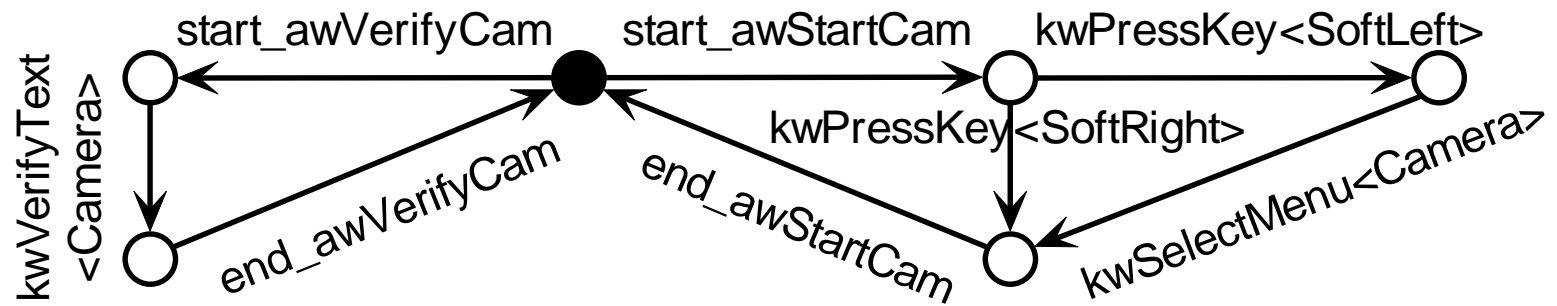 start_awVerifyCam
start_awStartCam
kwPressKey<SoftLeft>
kwVerifyText
<Camera>
kwPressKey<SoftRight>
end_awVerifyCam
end_awStartCam
kwSelectMenu<Camera>